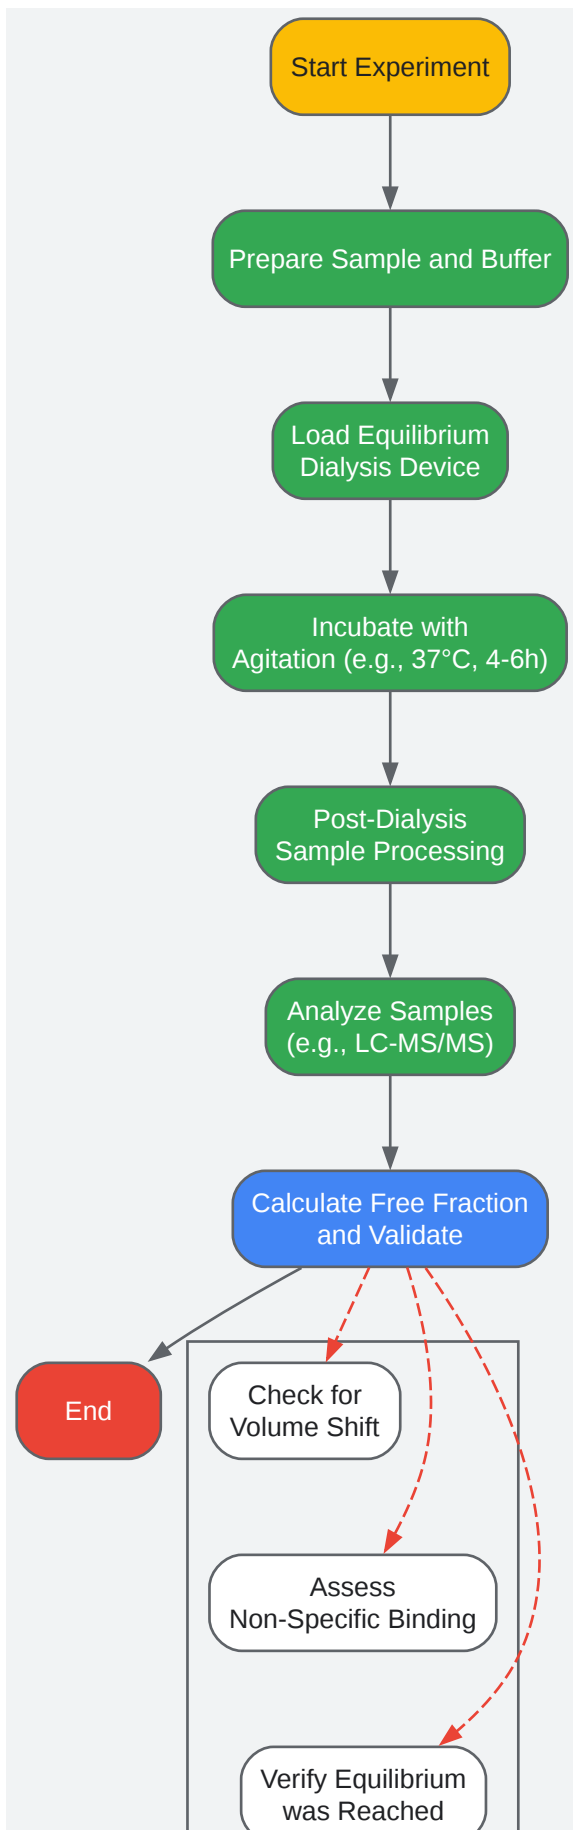 Start Experiment
Prepare Sample and Buffer
Load Equilibrium
Dialysis Device
Incubate with
Agitation (e.g., 37°C, 4-6h)
Post-Dialysis
Sample Processing
Analyze Samples
(e.g., LC-MS/MS)
Calculate Free Fraction
and Validate
End
Check for
Volume Shift
Assess
Non-Specific Binding
Verify Equilibrium
was Reached